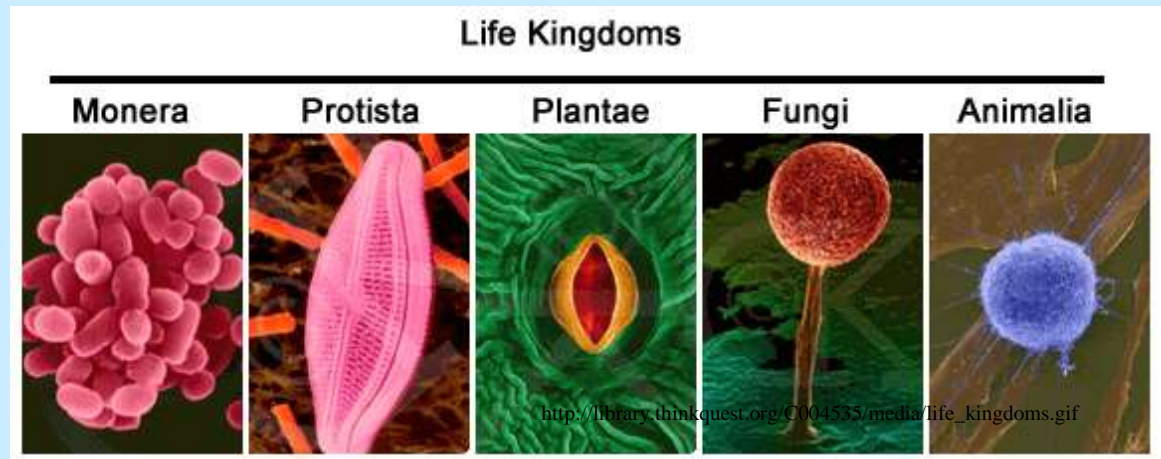 Life Kingdoms
Monera Protista Plantae Fungi Animalia
http://library.thinkquest.org/C004535/media/life_kingdoms.gif